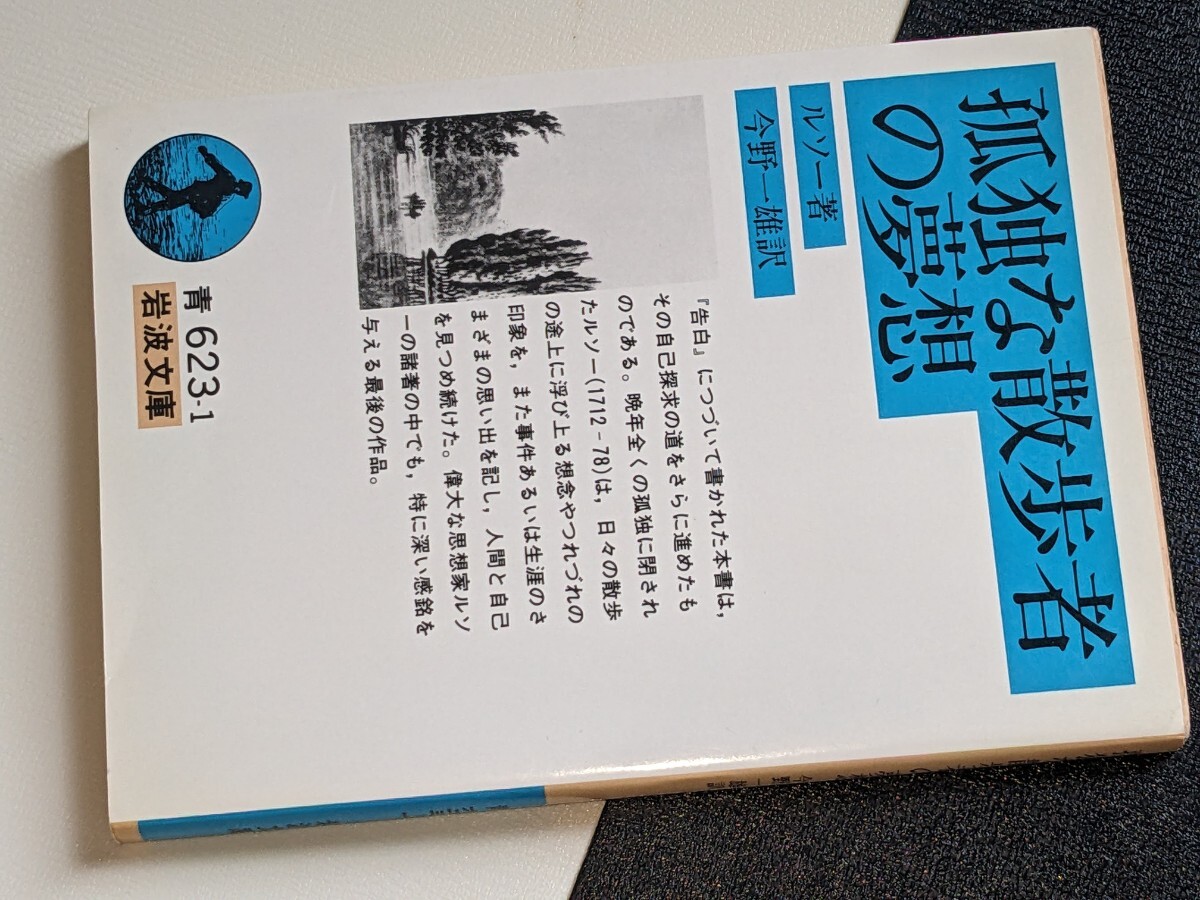 孤独な散歩者
の夢想
ルソー著
今野一雄訳
『告白』につづいて書かれた本書は,
その自己探求の道をさらに進めたも
のである。晩年全くの孤独に閉され
たルソー(1712－78)は, 日々の散歩
の途上に浮び上る想念やつれづれの
印象を, また事件あるいは生涯のさ
まざまの思い出を記し, 人間と自己
を見つめ続けた。偉大な思想家ルソ
ーの諸著の中でも, 特に深い感銘を
与える最後の作品。
青 623-1
岩波文庫